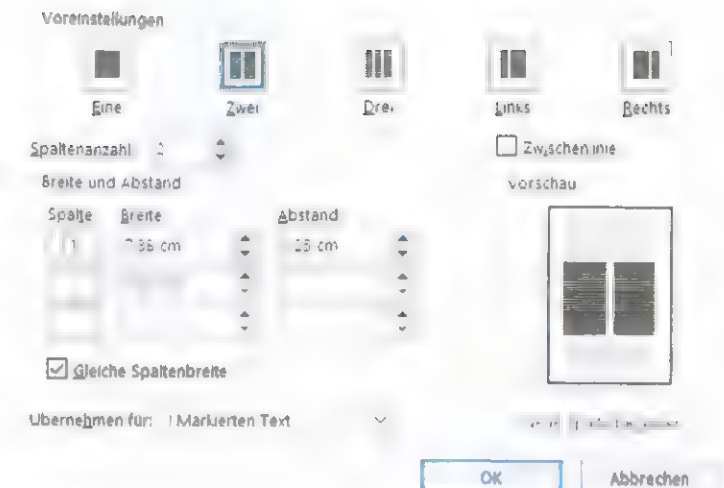 Voreinstellungen
Eine Zwei Drei Links Rechts
Spaltenanzahl: 2 Zwischenlinie
Breite und Abstand Vorschau
Spalte Breite Abstand
1 cm cm
Gleiche Spaltenbreite
Übernehmen für: Markierten Text
OK Abbrechen